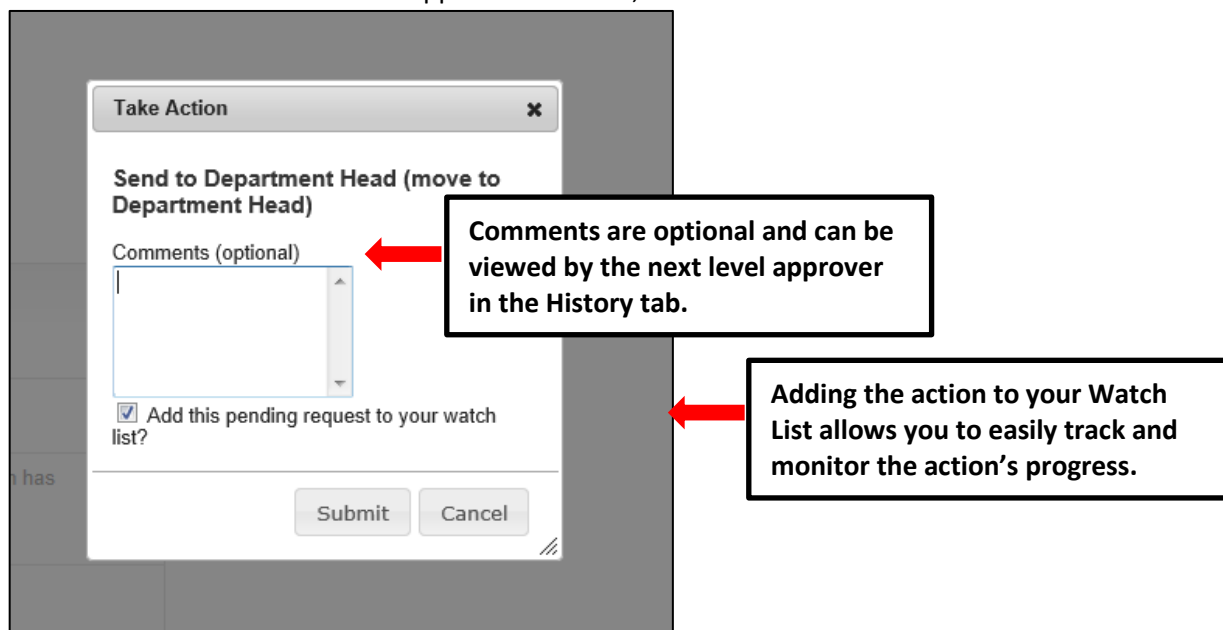 Take Action
Send to Department Head (move to
Department Head)
Comments (optional)
Comments are optional and can be
viewed by the next level approver
in the History tab.
Add this pending request to your watch
list?
Adding the action to your Watch
List allows you to easily track and
monitor the action's progress.
has
Submit Cancel